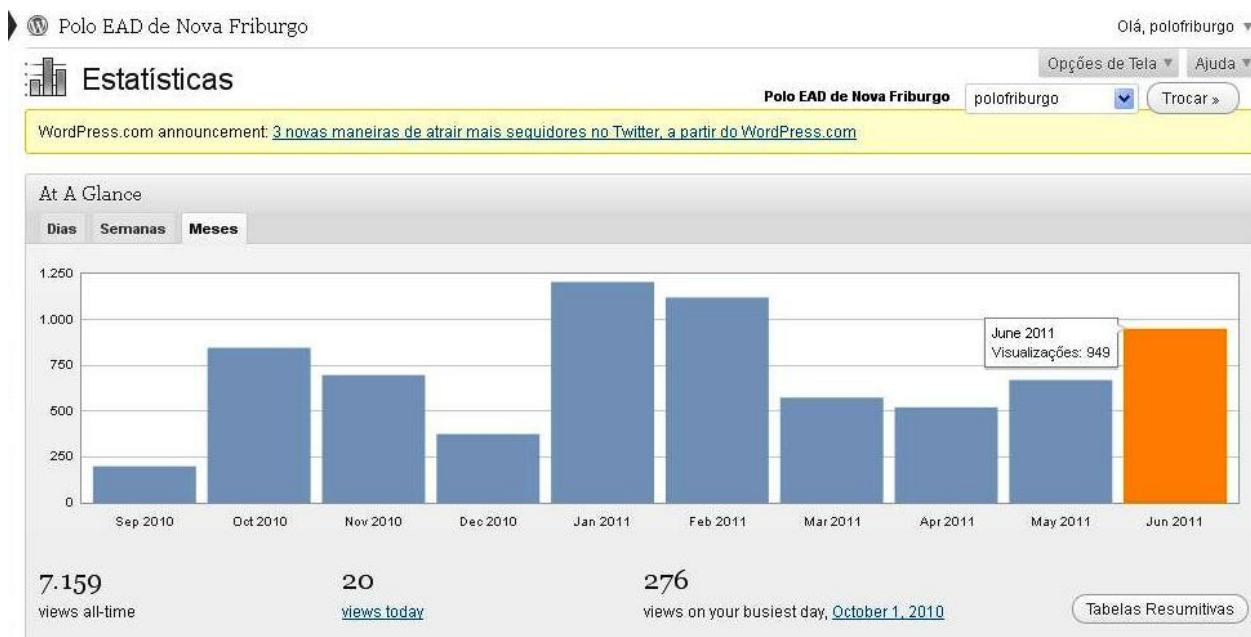 Polo EAD de Nova Friburgo
Olá, polofriburgo
Opções de Tela Ajuda
Estatísticas
Polo EAD de Nova Friburgo polofriburgo Trocar »
WordPress.com announcement: 3 novas maneiras de atrair mais seguidores no Twitter, a partir do WordPress.com
At A Glance
Dias Semanas Meses
1.250
1.000
750
500
250
0
June 2011
Visualizações: 949
Sep 2010 Oct 2010 Nov 2010 Dec 2010 Jan 2011 Feb 2011 Mar 2011 Apr 2011 May 2011 Jun 2011
7.159 20 276
views all-time views today views on your busiest day, October 1, 2010
Tabelas Resumitivas